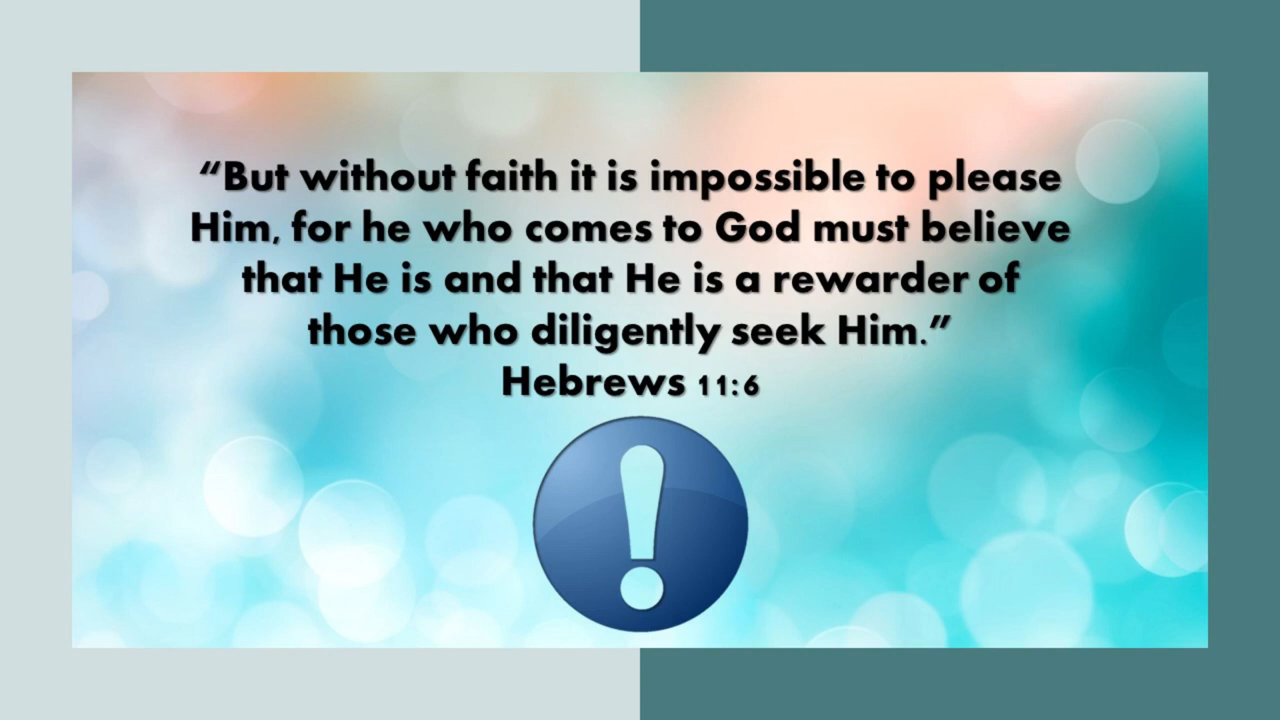 “But without faith it is impossible to please
Him, for he who comes to God must believe
that He is and that He is a rewarder of
those who diligently seek Him.”
Hebrews 11:6